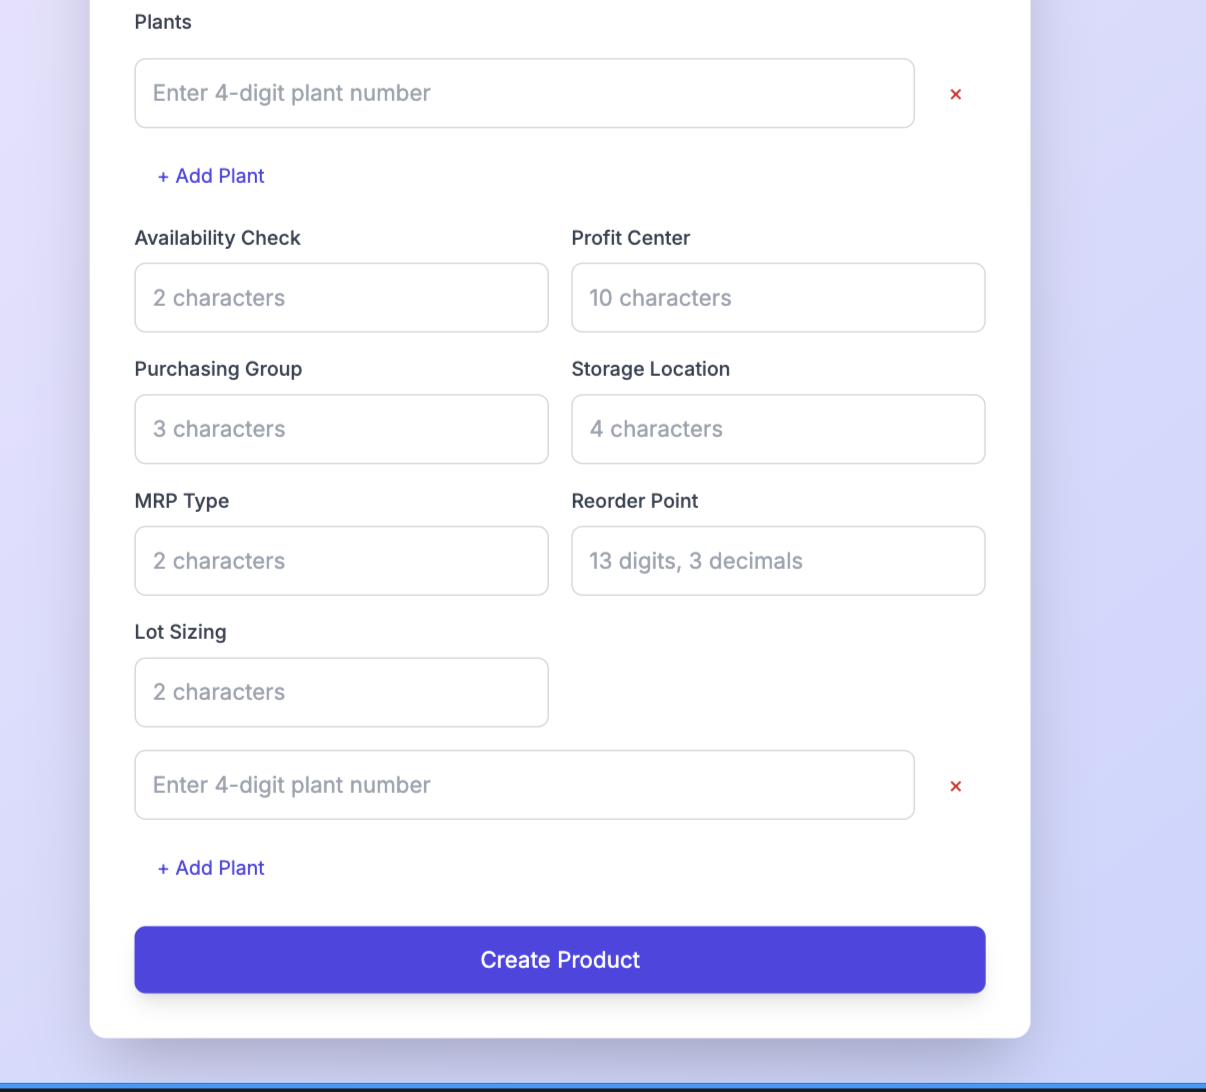 Plants
Enter 4-digit plant number ×
+ Add Plant
Availability Check Profit Center
2 characters 10 characters
Purchasing Group Storage Location
3 characters 4 characters
MRP Type Reorder Point
2 characters 13 digits, 3 decimals
Lot Sizing
2 characters
Enter 4-digit plant number ×
+ Add Plant
Create Product